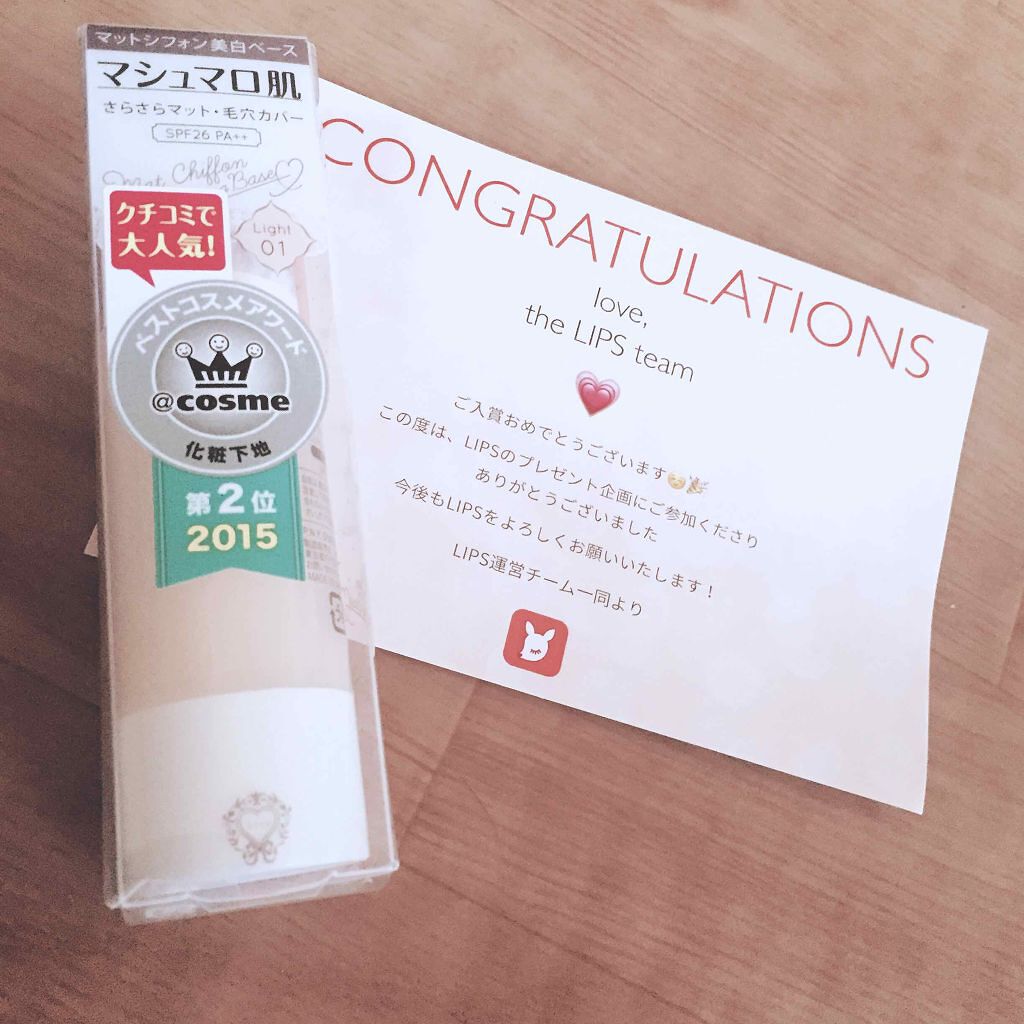 マットシフォン美白ベース
マシュマロ肌
さらさらマット・毛穴カバー
SPF26 PA++
Mat Chiffon
Base
クチコミで
大人気!
Light
01
ベストコスメアワード
@cosme
化粧下地
第2位
2015
CONGRATULATIONS
love,
the LIPS team
ご入賞おめでとうございます😏🎉
この度は、LIPSのプレゼント企画にご参加くださり
ありがとうございました
今後もLIPSをよろしくお願いいたします!
LIPS運営チーム一同より